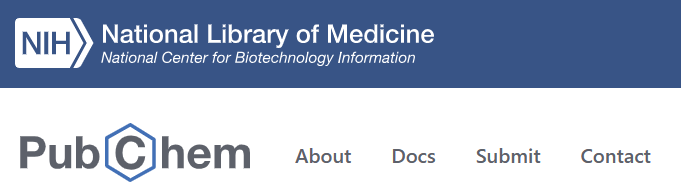 NIH National Library of Medicine
National Center for Biotechnology Information
PubChem About Docs Submit Contact